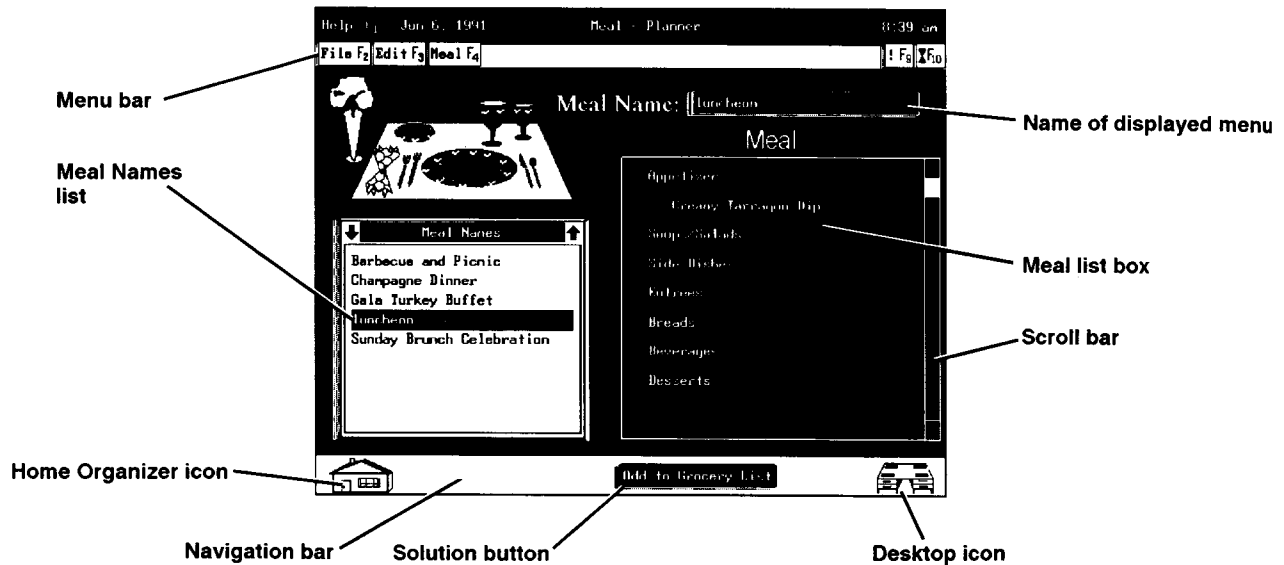 Help F1 Jun 6, 1991 Meal - Planner 8:39 am
File F2 Edit F3 Meal F4 ! F9 F10
Menu bar
Meal Name: luncheon
Name of displayed menu
Meal
Meal Names
list
Appetizer
Creamy Tarragon Dip
Soups/Salads
Side Dishes
Entrees
Breads
Beverages
Desserts
Meal Names
Barbecue and Picnic
Champagne Dinner
Gala Turkey Buffet
luncheon
Sunday Brunch Celebration
Meal list box
Scroll bar
Home Organizer icon
Add to Grocery List
Navigation bar
Solution button
Desktop icon